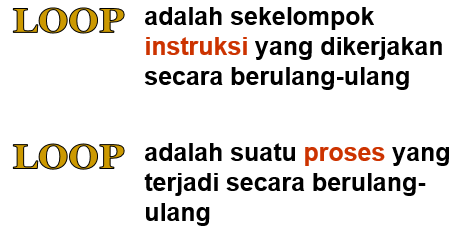 LOOP adalah sekelompok
instruksi yang dikerjakan
secara berulang-ulang
LOOP adalah suatu proses yang
terjadi secara berulang-
ulang